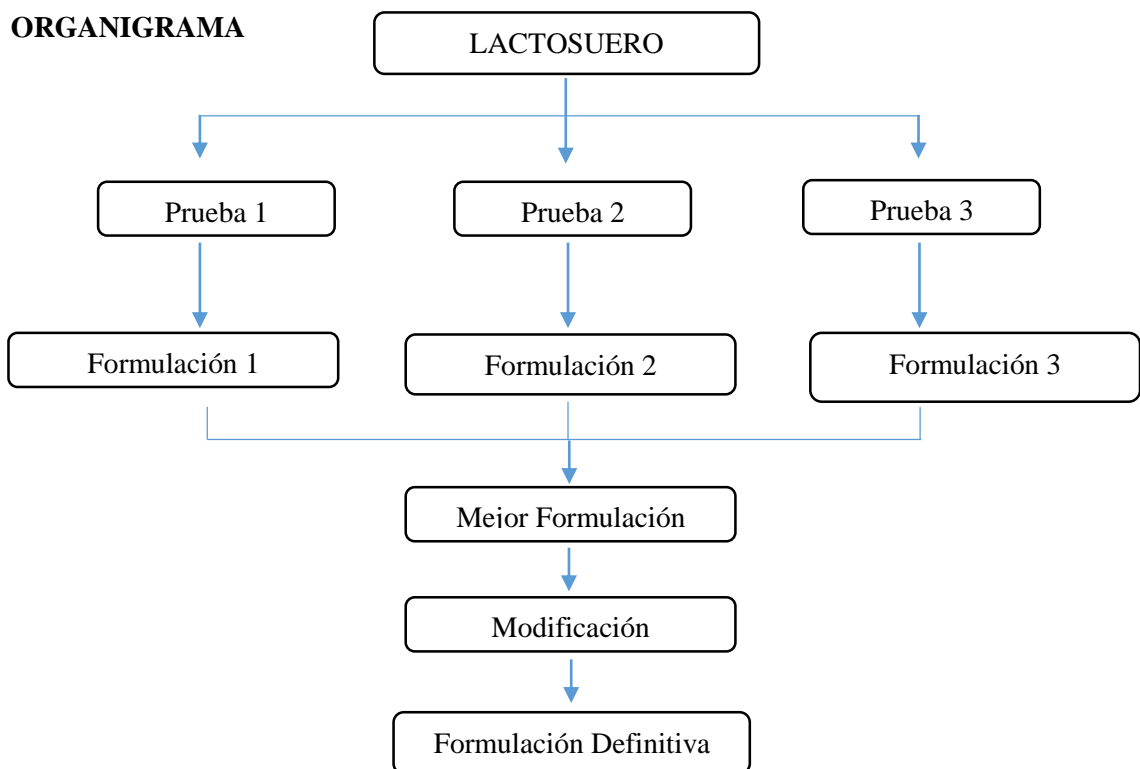 ORGANIGRAMA
LACTOSUERO
Prueba 1
Prueba 2
Prueba 3
Formulación 1
Formulación 2
Formulación 3
Mejor Formulación
Modificación
Formulación Definitiva